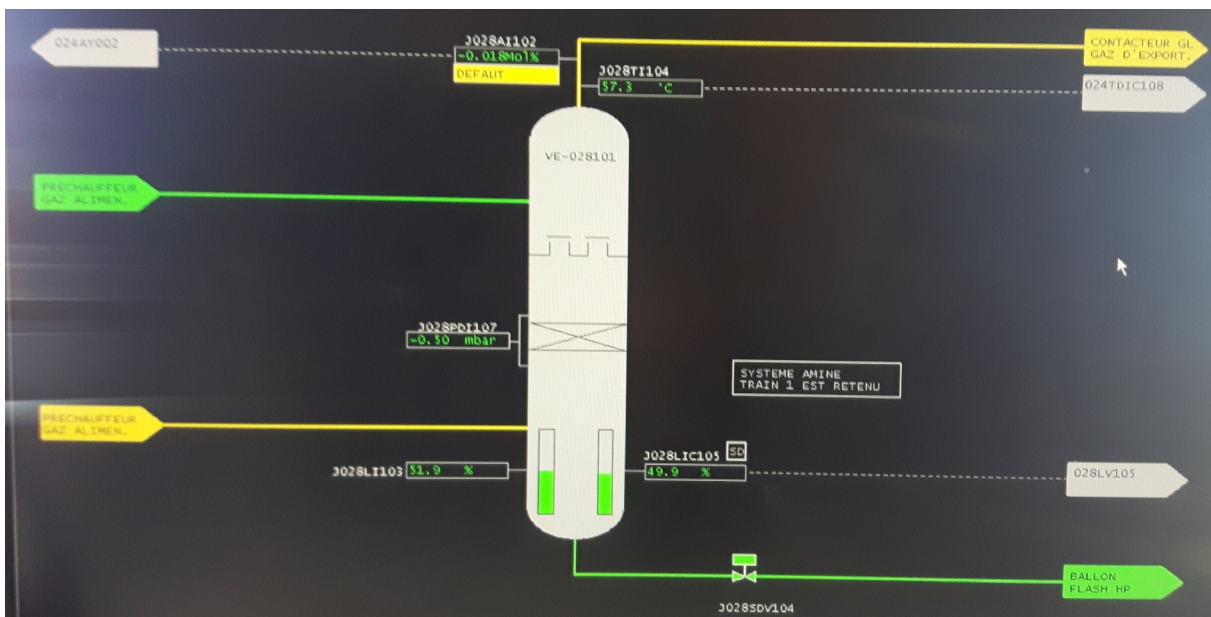 024AY002
J028AI102
-0.018Mol%
DEFAUT
CONTACTEUR GL
GAZ D'EXPORT.
J028TI104
57.3 °C
024TDIC108
VE-028101
PRECHAUFFEUR
GAZ ALIMEN.
J028PDI107
-0.50 mbar
SYSTEME AMINE
TRAIN 1 EST RETENU
PRECHAUFFEUR
GAZ ALIMEN.
J028LI103 51.9 %
J028LIC105 SD
49.9 %
028LV105
BALLON
FLASH HP
J028SDV104